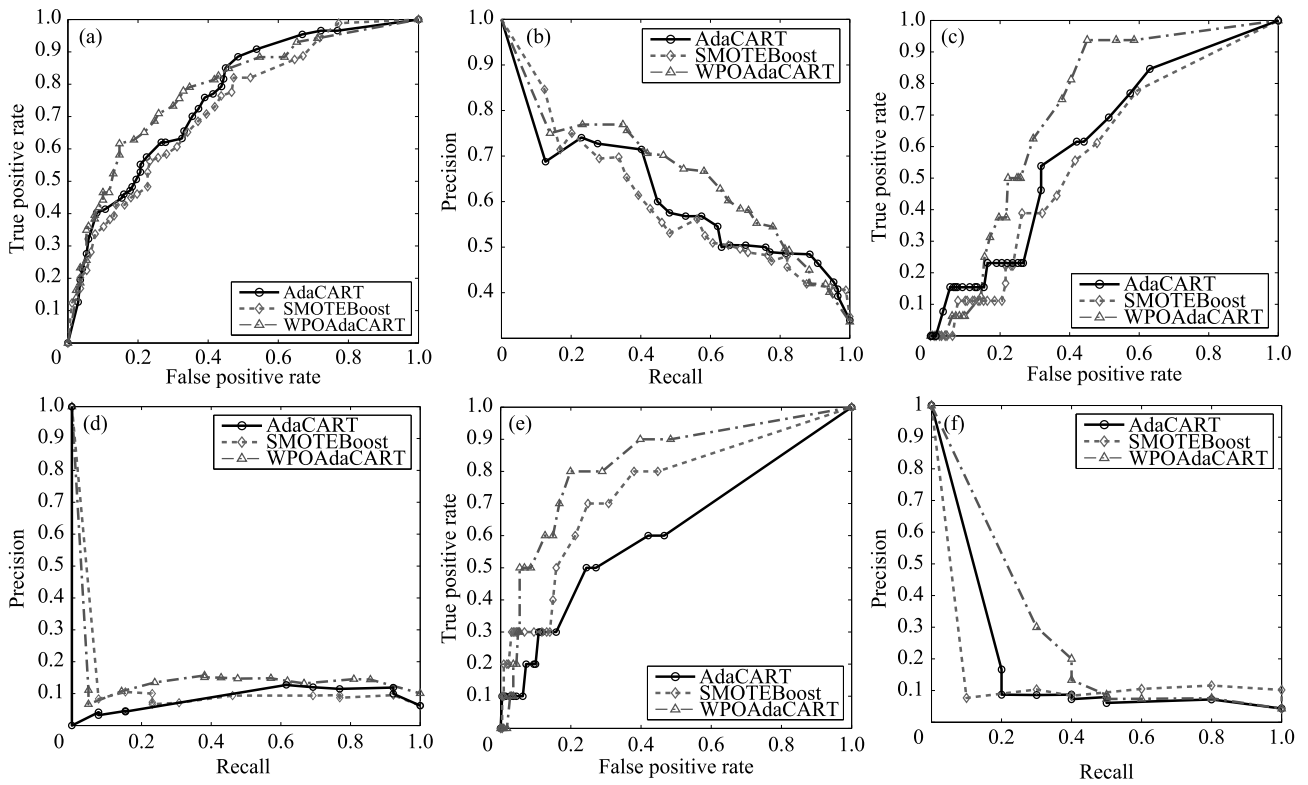 (a)
1.0
0.9
0.8
0.7
0.6
0.5
0.4
0.3
0.2
0.1
True positive rate
0 0.2 0.4 0.6 0.8 1.0
False positive rate
AdaCART
SMOTEBoost
WPOAdaCART
(b)
1.0
0.9
0.8
0.7
0.6
0.5
0.4
Precision
0 0.2 0.4 0.6 0.8 1.0
Recall
AdaCART
SMOTEBoost
WPOAdaCART
(c)
1.0
0.9
0.8
0.7
0.6
0.5
0.4
0.3
0.2
0.1
True positive rate
0 0.2 0.4 0.6 0.8 1.0
False positive rate
AdaCART
SMOTEBoost
WPOAdaCART
(d)
1.0
0.9
0.8
0.7
0.6
0.5
0.4
0.3
0.2
0.1
0
Precision
0 0.2 0.4 0.6 0.8 1.0
Recall
AdaCART
SMOTEBoost
WPOAdaCART
(e)
1.0
0.9
0.8
0.7
0.6
0.5
0.4
0.3
0.2
0.1
True positive rate
0 0.2 0.4 0.6 0.8 1.0
False positive rate
AdaCART
SMOTEBoost
WPOAdaCART
(f)
1.0
0.9
0.8
0.7
0.6
0.5
0.4
0.3
0.2
0.1
Precision
0 0.2 0.4 0.6 0.8 1.0
Recall
AdaCART
SMOTEBoost
WPOAdaCART